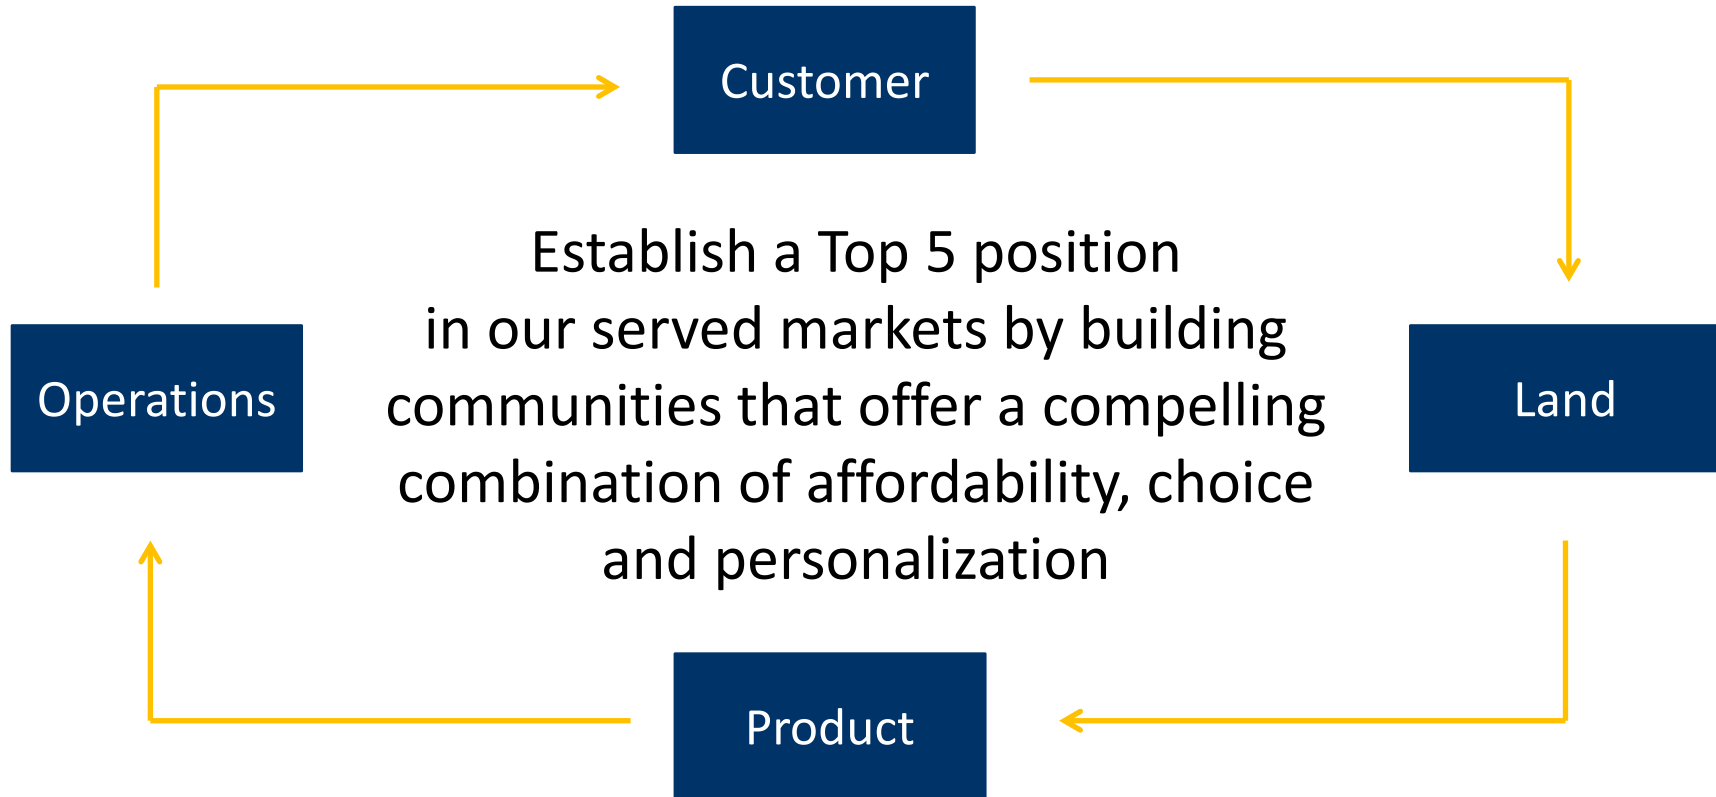 Customer
Establish a Top 5 position
in our served markets by building
Operations
communities that offer a compelling
Land
combination of affordability, choice
and personalization
Product